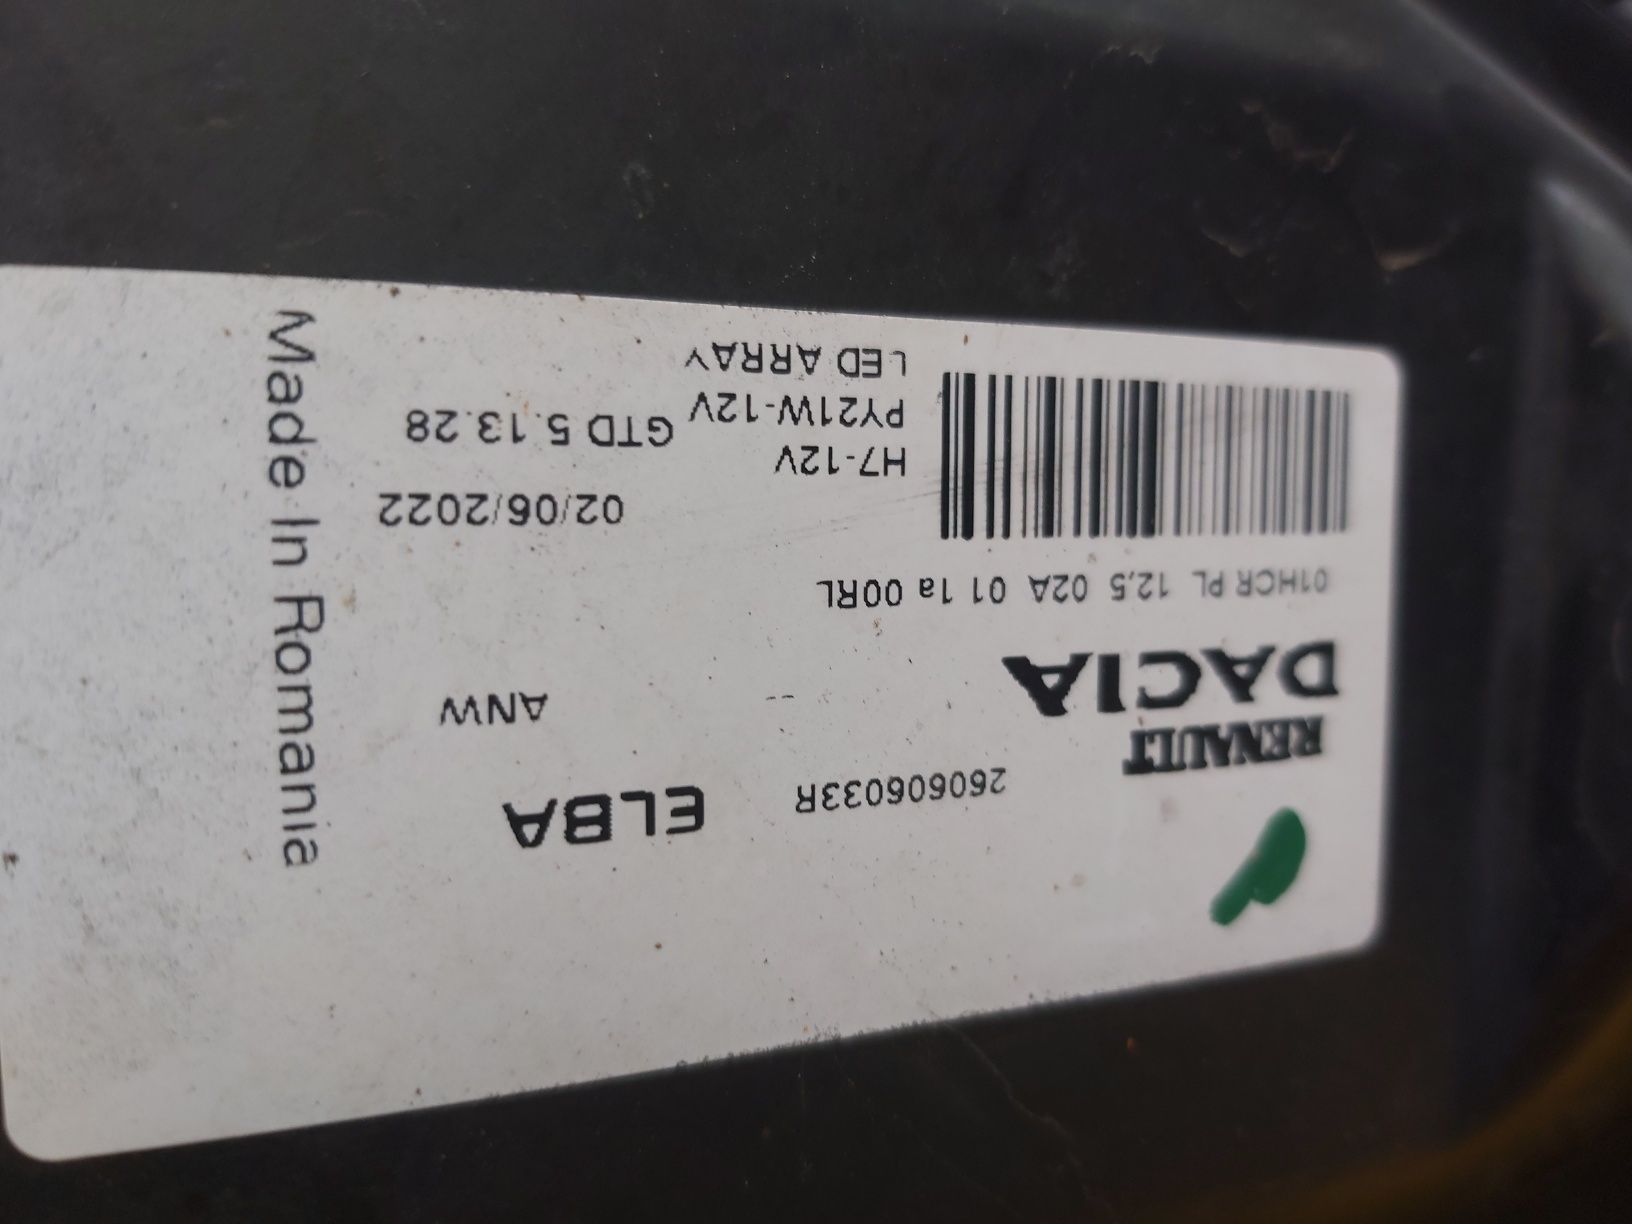 RENAULT
DACIA
26606033R
ELBA
--
ANW
01HCR PL 12,5 02A 01 1a 00RL
H7-12V
PY21W-12V
LED ARRAY
02/06/2022
GTD 5.13.28
Made In Romania